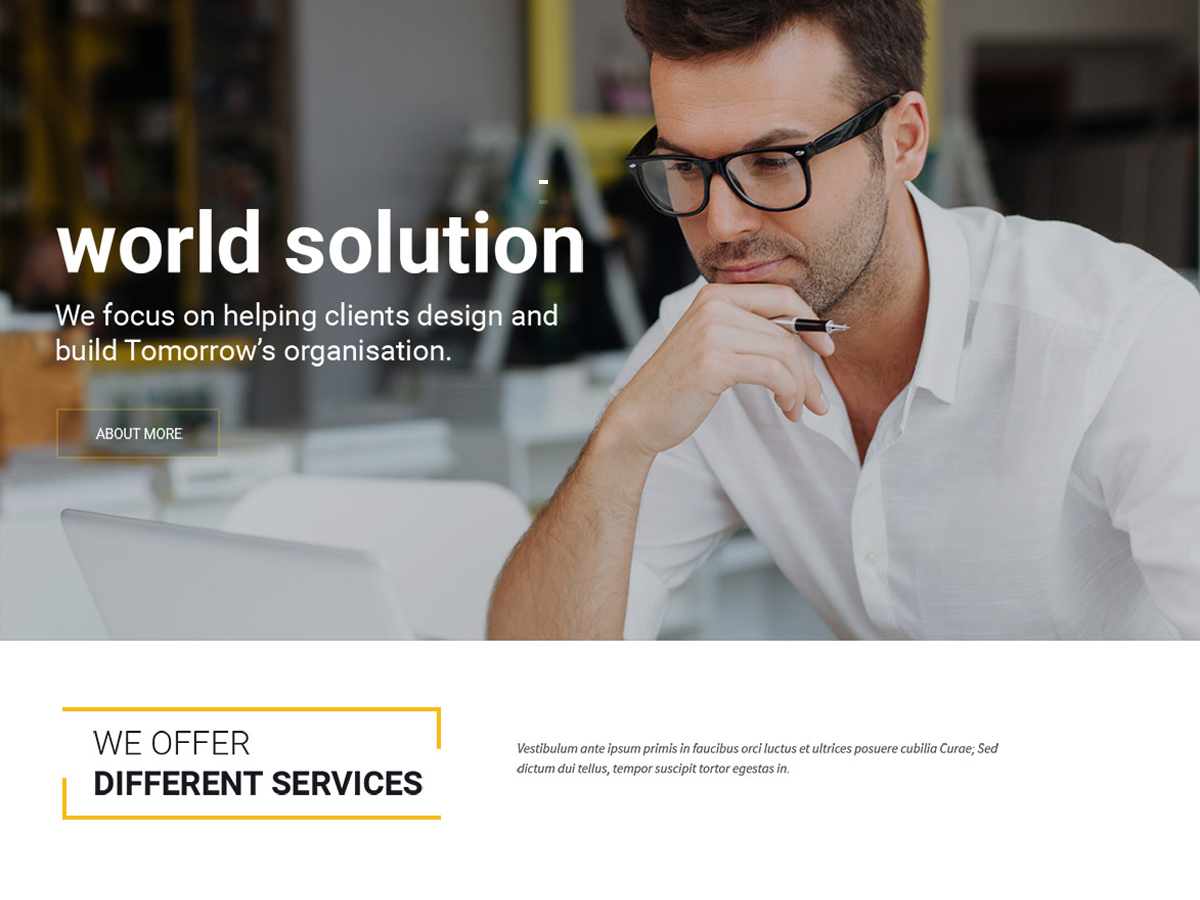 world solution
We focus on helping clients design and
build Tomorrow’s organisation.
ABOUT MORE
WE OFFER
DIFFERENT SERVICES
Vestibulum ante ipsum primis in faucibus orci luctus et ultrices posuere cubilia Curae; Sed
dictum dui tellus, tempor suscipit tortor egestas in.